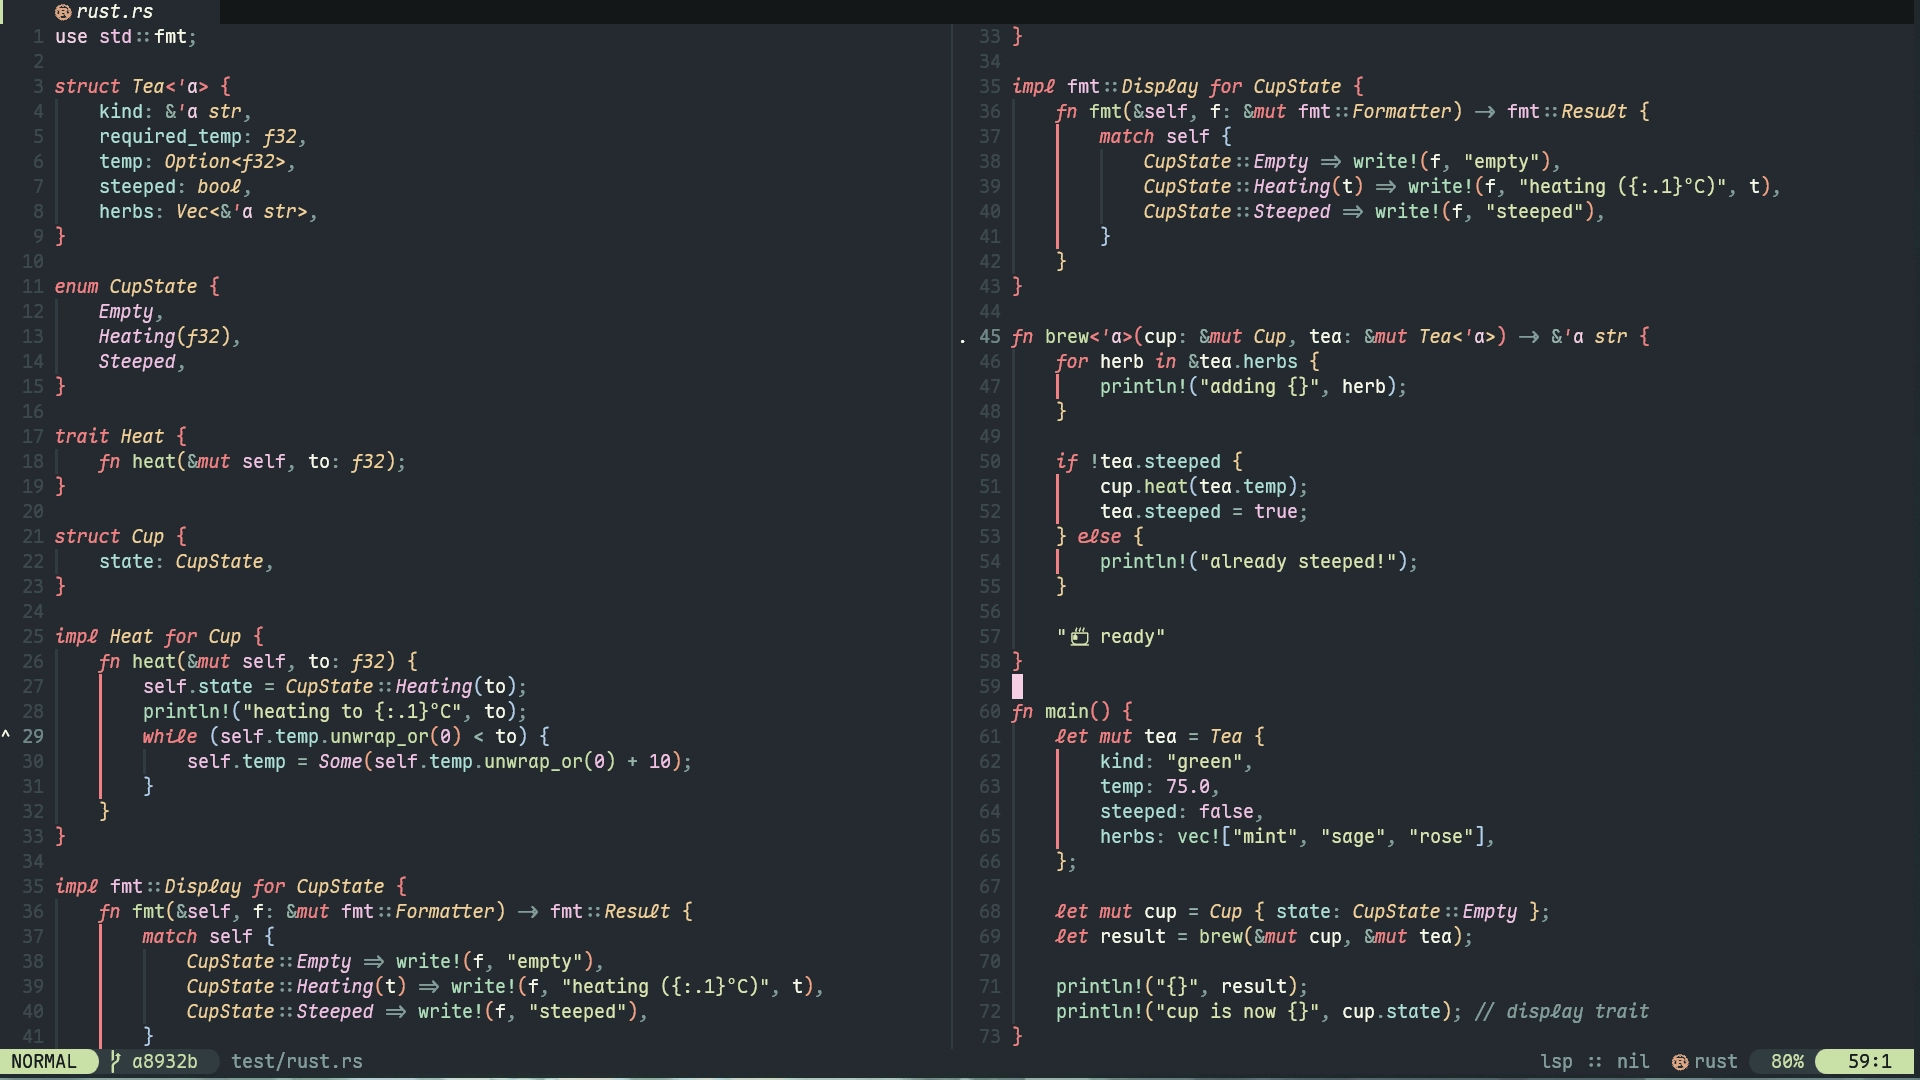 rust.rs
1 use std::fmt;
2
3 struct Tea<'a> {
4     kind: &'a str,
5     required_temp: f32,
6     temp: Option<f32>,
7     steeped: bool,
8     herbs: Vec<&'a str>,
9 }
10
11 enum CupState {
12     Empty,
13     Heating(f32),
14     Steeped,
15 }
16
17 trait Heat {
18     fn heat(&mut self, to: f32);
19 }
20
21 struct Cup {
22     state: CupState,
23 }
24
25 impl Heat for Cup {
26     fn heat(&mut self, to: f32) {
27         self.state = CupState::Heating(to);
28         println!("heating to {:.1}°C", to);
^ 29         while (self.temp.unwrap_or(0) < to) {
30             self.temp = Some(self.temp.unwrap_or(0) + 10);
31         }
32     }
33 }
34
35 impl fmt::Display for CupState {
36     fn fmt(&self, f: &mut fmt::Formatter) -> fmt::Result {
37         match self {
38             CupState::Empty => write!(f, "empty"),
39             CupState::Heating(t) => write!(f, "heating ({:.1}°C)", t),
40             CupState::Steeped => write!(f, "steeped"),
41         }
33 }
34
35 impl fmt::Display for CupState {
36     fn fmt(&self, f: &mut fmt::Formatter) -> fmt::Result {
37         match self {
38             CupState::Empty => write!(f, "empty"),
39             CupState::Heating(t) => write!(f, "heating ({:.1}°C)", t),
40             CupState::Steeped => write!(f, "steeped"),
41         }
42     }
43 }
44
. 45 fn brew<'a>(cup: &mut Cup, tea: &mut Tea<'a>) -> &'a str {
46     for herb in &tea.herbs {
47         println!("adding {}", herb);
48     }
49
50     if !tea.steeped {
51         cup.heat(tea.temp);
52         tea.steeped = true;
53     } else {
54         println!("already steeped!");
55     }
56
57     "🍵 ready"
58 }
59
60 fn main() {
61     let mut tea = Tea {
62         kind: "green",
63         temp: 75.0,
64         steeped: false,
65         herbs: vec!["mint", "sage", "rose"],
66     };
67
68     let mut cup = Cup { state: CupState::Empty };
69     let result = brew(&mut cup, &mut tea);
70
71     println!("{}", result);
72     println!("cup is now {}", cup.state); // display trait
73 }
NORMAL a8932b test/rust.rs lsp :: nil rust 80% 59:1